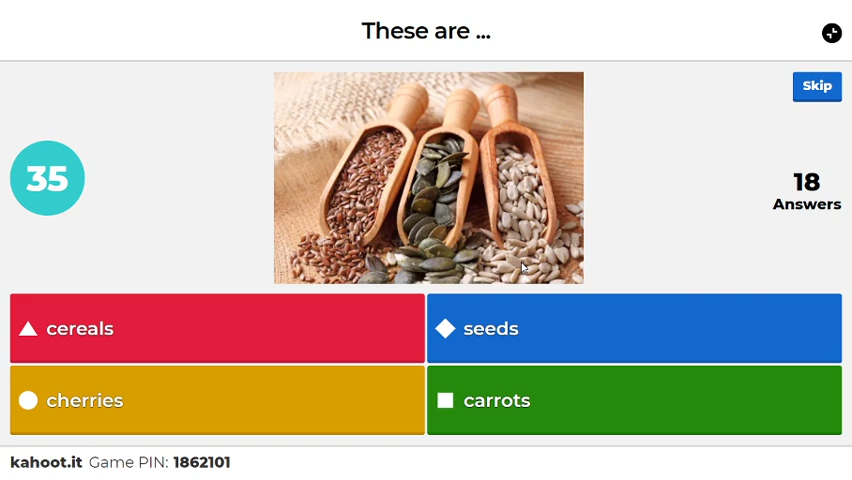 These are ...
Skip
35
18
Answers
cereals
seeds
cherries
carrots
kahoot.it Game PIN: 1862101